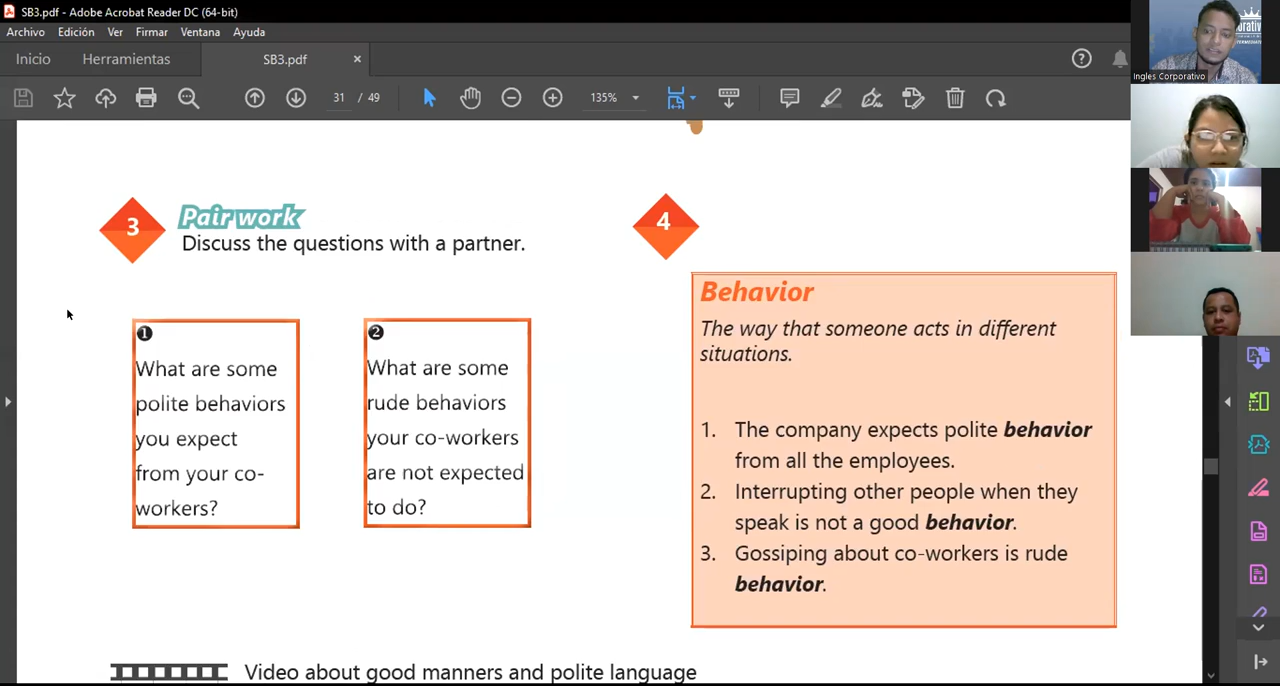 SB3.pdf - Adobe Acrobat Reader DC (64-bit)
Archivo Edición Ver Firmar Ventana Ayuda
Inicio Herramientas SB3.pdf ×
31 / 49 135%
Ingles Corporativo
3
Pair work
Discuss the questions with a partner.
1
What are some
polite behaviors
you expect
from your co-
workers?
2
What are some
rude behaviors
your co-workers
are not expected
to do?
4
Behavior
The way that someone acts in different
situations.
1. The company expects polite behavior
from all the employees.
2. Interrupting other people when they
speak is not a good behavior.
3. Gossiping about co-workers is rude
behavior.
Video about good manners and polite language